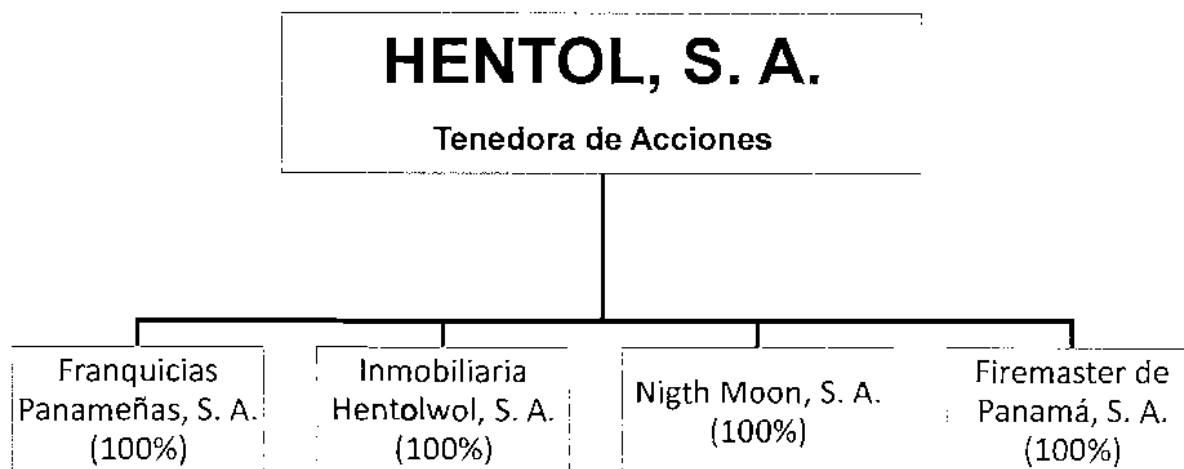 HENTOL, S. A.
Tenedora de Acciones
Franquicias
Panameñas, S. A.
(100%)
Inmobiliaria
Hentolwol, S. A.
(100%)
Nigth Moon, S. A.
(100%)
Firemaster de
Panamá, S. A.
(100%)